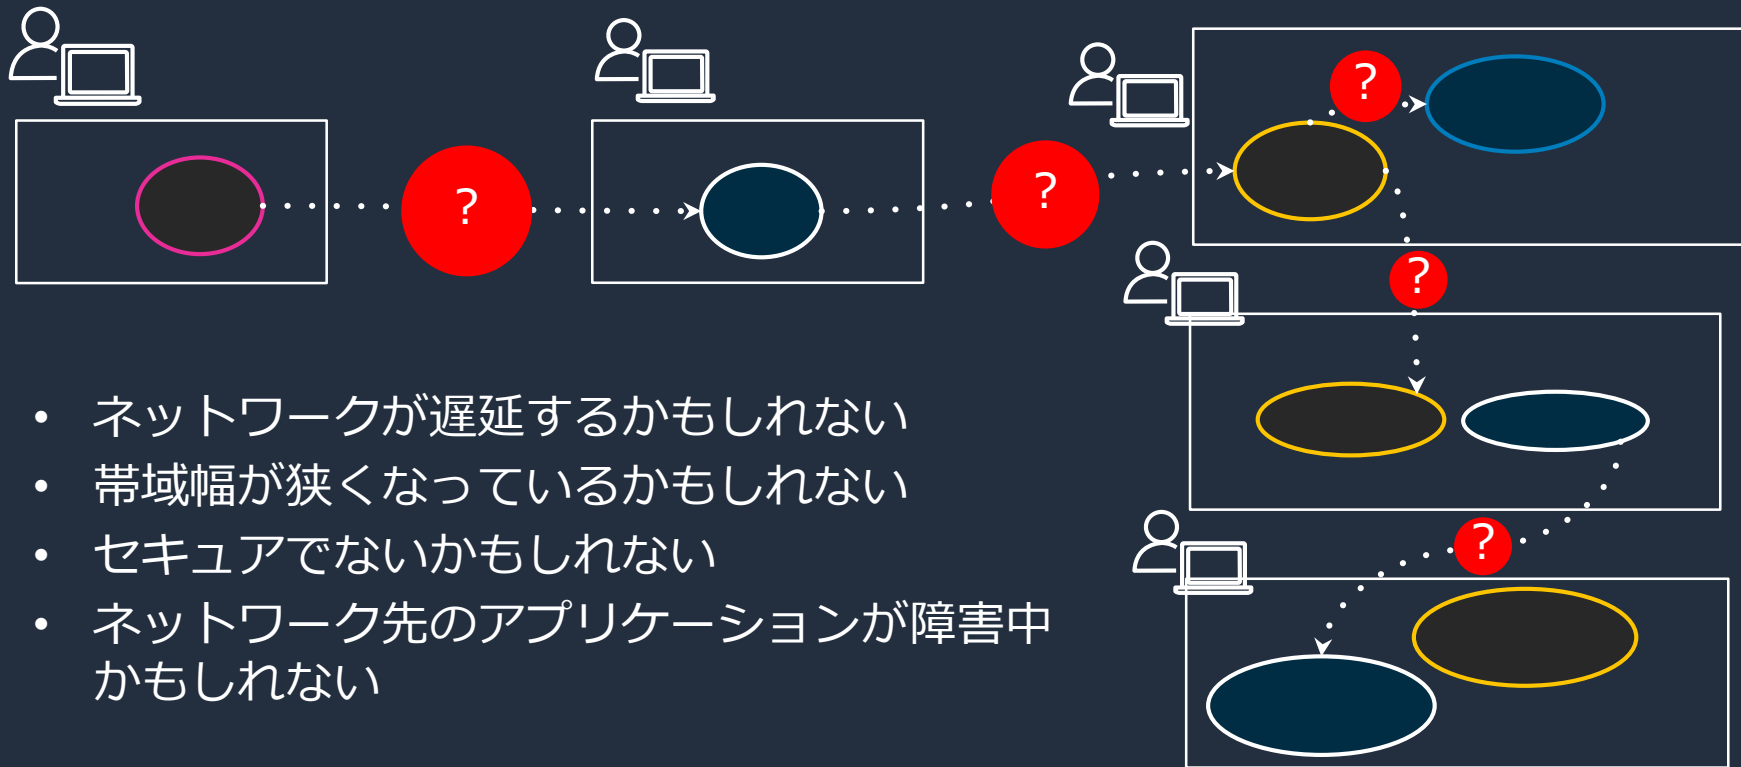 ?
?
?
?
?
• ネットワークが遅延するかもしれない
• 帯域幅が狭くなっているかもしれない
• セキュアでないかもしれない
• ネットワーク先のアプリケーションが障害中
かもしれない